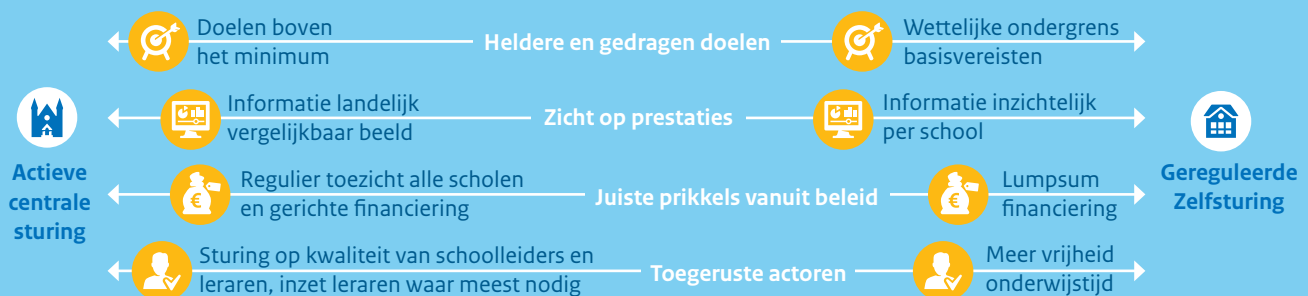 Doelen boven
het minimum
Heldere en gedragen doelen
Wettelijke ondergrens
basisvereisten
Informatie landelijk
vergelijkbaar beeld
Zicht op prestaties
Informatie inzichtelijk
per school
Actieve
centrale
sturing
Regulier toezicht alle scholen
en gerichte financiering
Juiste prikkels vanuit beleid
€
€
Lumpsum
financiering
Gereguleerde
Zelfsturing
Sturing op kwaliteit van schoolleiders en
leraren, inzet leraren waar meest nodig
Toegeruste actoren
Meer vrijheid
onderwijstijd